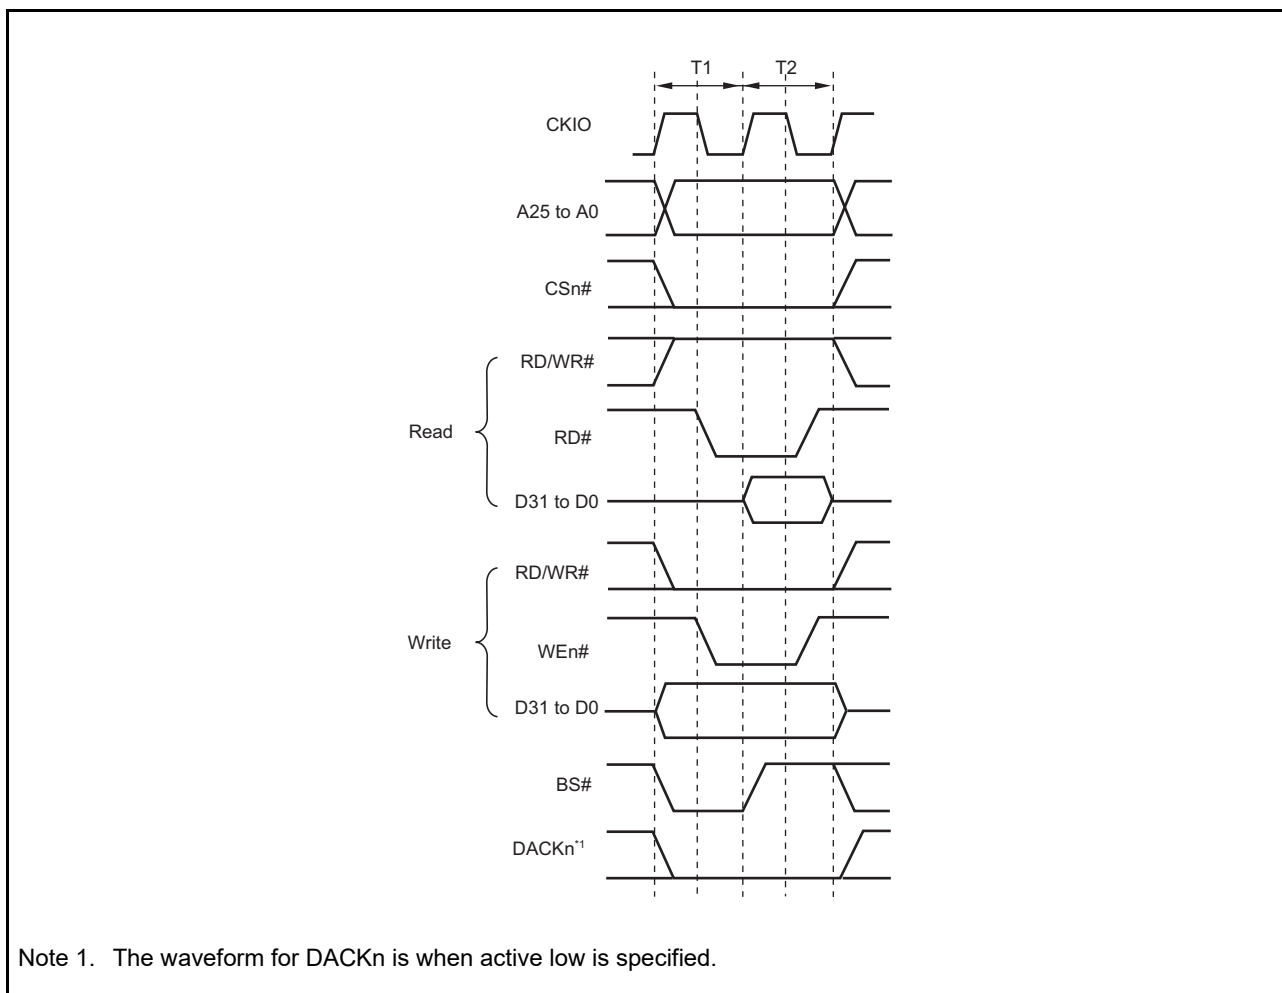 T1 T2
CKIO
A25 to A0
CSn#
RD/WR#
Read
RD#
D31 to D0
RD/WR#
Write
WEn#
D31 to D0
BS#
DACKn*1
Note 1. The waveform for DACKn is when active low is specified.